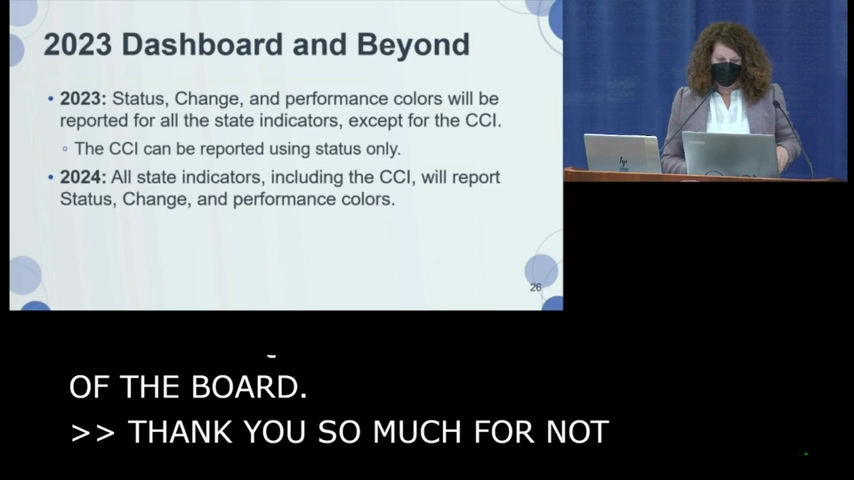 2023 Dashboard and Beyond
• 2023: Status, Change, and performance colors will be
reported for all the state indicators, except for the CCI.
◦ The CCI can be reported using status only.
• 2024: All state indicators, including the CCI, will report
Status, Change, and performance colors.
26
hp
OF THE BOARD.
>> THANK YOU SO MUCH FOR NOT